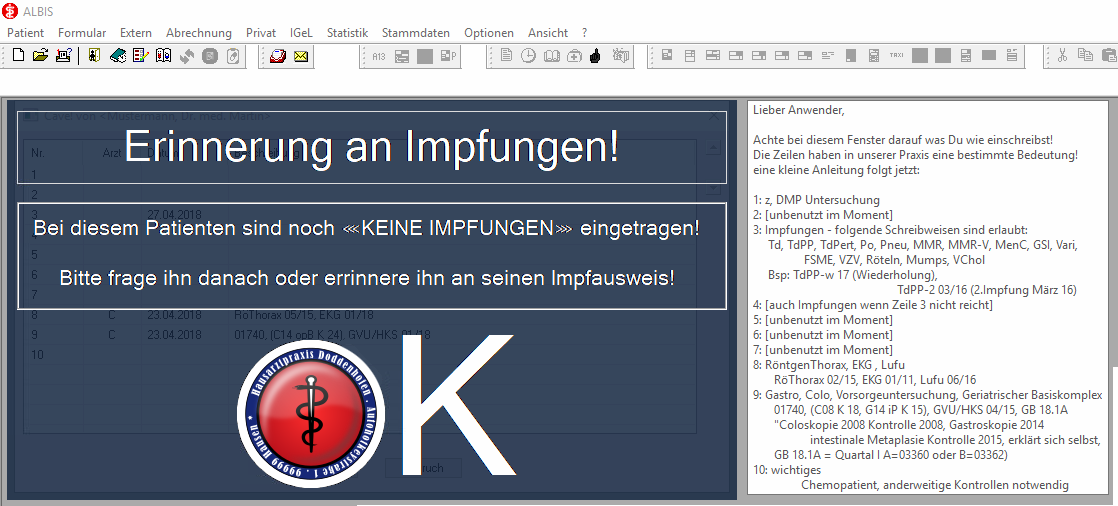 ALBIS
Patient Formular Extern Abrechnung Privat IGeL Statistik Stammdaten Optionen Ansicht ?
A13 P TAXI
Cave! von <Mustermann, Dr. med. Martin>
Erinnerung an Impfungen!
Nr. Arzt
1
2
3 27.04.2018
Bei diesem Patienten sind noch <<<KEINE IMPFUNGEN>>> eingetragen!
5
Bitte frage ihn danach oder errinnere ihn an seinen Impfausweis!
6
7
8 C 23.04.2018 RöThorax 05/15, EKG 01/18
9 C 23.04.2018 01740, (C14 opB K 24), GVU/HKS 01/18
10
OK
Hausarztpraxis Doddenhofen . Autohotkeystraße 1 . 99999 Hausen
Lieber Anwender,
Achte bei diesem Fenster darauf was Du wie einschreibst!
Die Zeilen haben in unserer Praxis eine bestimmte Bedeutung!
eine kleine Anleitung folgt jetzt:
1: z, DMP Untersuchung
2: [unbenutzt im Moment]
3: Impfungen - folgende Schreibweisen sind erlaubt:
Td, TdPP, TdPert, Po, Pneu, MMR, MMR-V, MenC, GSI, Vari,
FSME, VZV, Röteln, Mumps, VChol
Bsp: TdPP-w 17 (Wiederholung),
TdPP-2 03/16 (2.Impfung März 16)
4: [auch Impfungen wenn Zeile 3 nicht reicht]
5: [unbenutzt im Moment]
6: [unbenutzt im Moment]
7: [unbenutzt im Moment]
8: RöntgenThorax, EKG , Lufu
RöThorax 02/15, EKG 01/11, Lufu 06/16
9: Gastro, Colo, Vorsorgeuntersuchung, Geriatrischer Basiskomplex
01740, (C08 K 18, G14 iP K 15), GVU/HKS 04/15, GB 18.1A
"Coloskopie 2008 Kontrolle 2008, Gastroskopie 2014
intestinale Metaplasie Kontrolle 2015, erklärt sich selbst,
GB 18.1A = Quartal I A=03360 oder B=03362)
10: wichtiges
Chemopatient, anderweitige Kontrollen notwendig